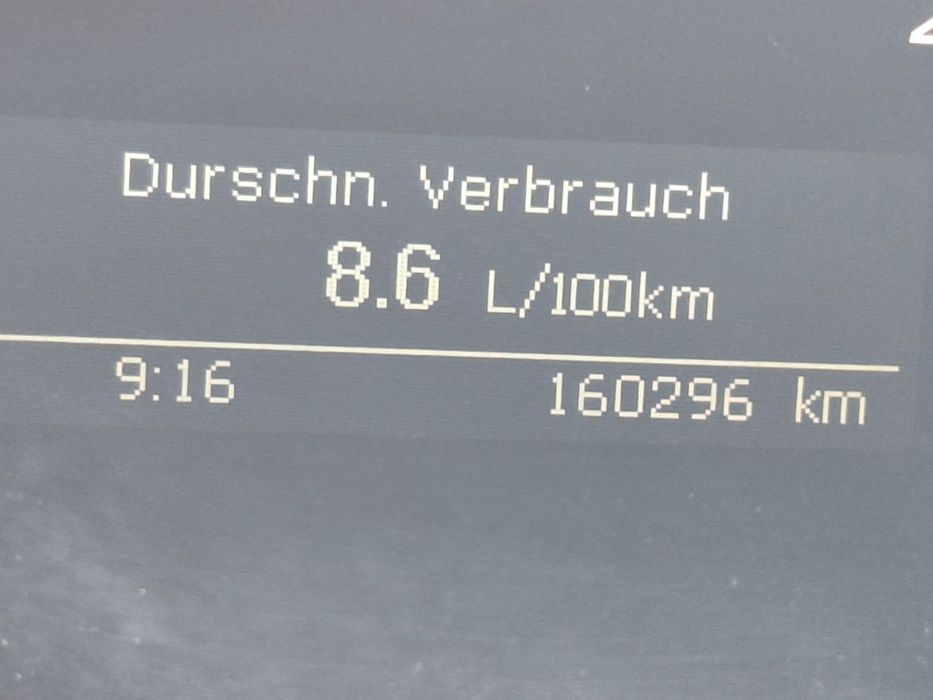 Durschn. Verbrauch
8.6 L/100km
9:16 160296 km